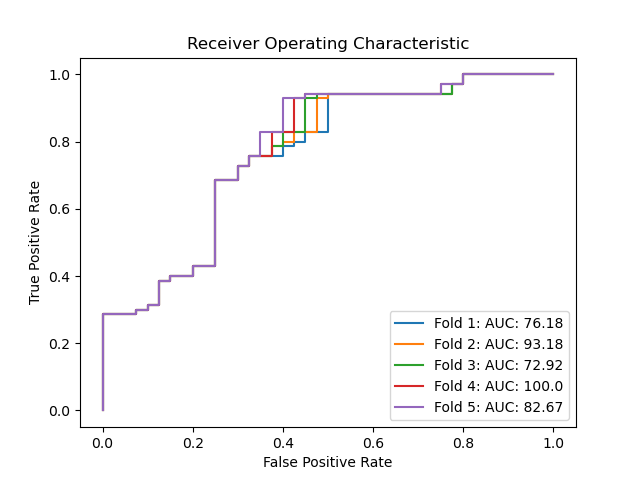 Receiver Operating Characteristic
1.0
0.8
0.6
0.4
0.2
0.0
True Positive Rate
Fold 1: AUC: 76.18
Fold 2: AUC: 93.18
Fold 3: AUC: 72.92
Fold 4: AUC: 100.0
Fold 5: AUC: 82.67
0.0 0.2 0.4 0.6 0.8 1.0
False Positive Rate